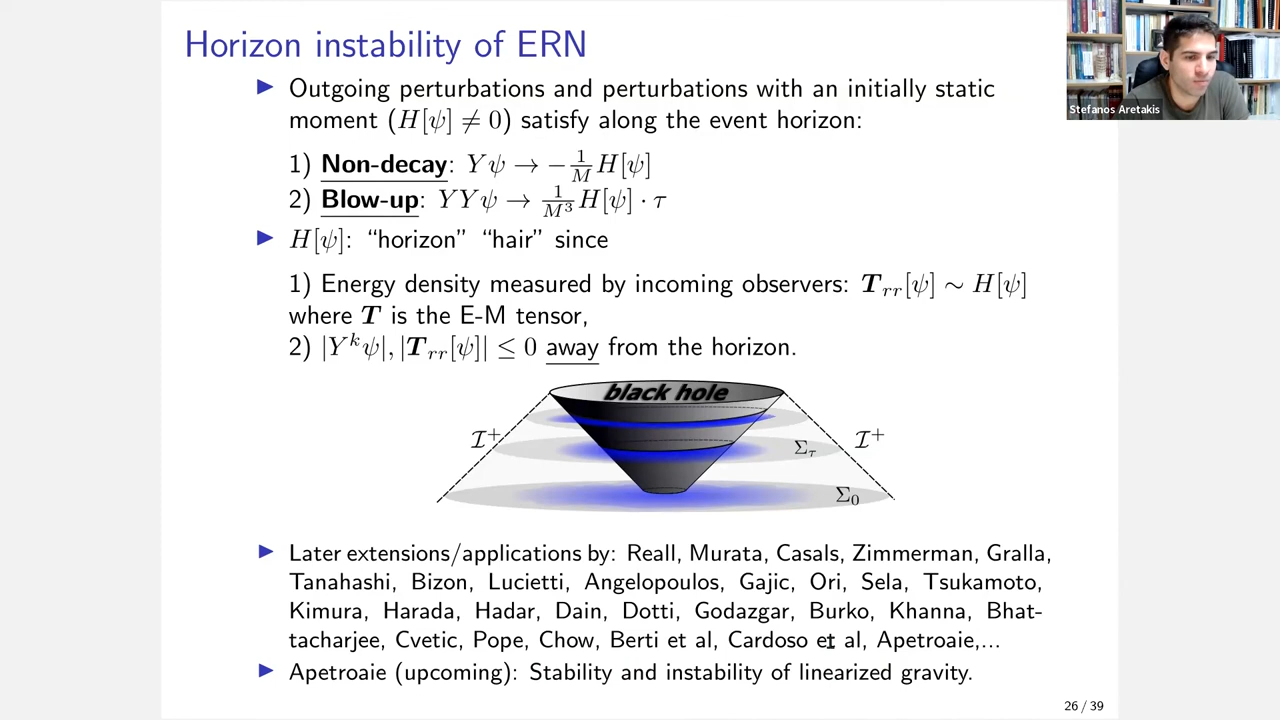 Horizon instability of ERN
Stefanos Aretakis
▶ Outgoing perturbations and perturbations with an initially static
moment (H[ψ] ≠ 0) satisfy along the event horizon:
1) Non-decay: Yψ → −1/M H[ψ]
2) Blow-up: YYψ → 1/M³ H[ψ] · τ
▶ H[ψ]: “horizon” “hair” since
1) Energy density measured by incoming observers: T_rr[ψ] ∼ H[ψ]
where T is the E-M tensor,
2) |Y^kψ|, |T_rr[ψ]| ≤ 0 away from the horizon.
black hole
I⁺
I⁺
Σ_τ
Σ_0
▶ Later extensions/applications by: Reall, Murata, Casals, Zimmerman, Gralla,
Tanahashi, Bizon, Lucietti, Angelopoulos, Gajic, Ori, Sela, Tsukamoto,
Kimura, Harada, Hadar, Dain, Dotti, Godazgar, Burko, Khanna, Bhat-
tacharjee, Cvetic, Pope, Chow, Berti et al, Cardoso et al, Apetroaie,...
▶ Apetroaie (upcoming): Stability and instability of linearized gravity.
26 / 39